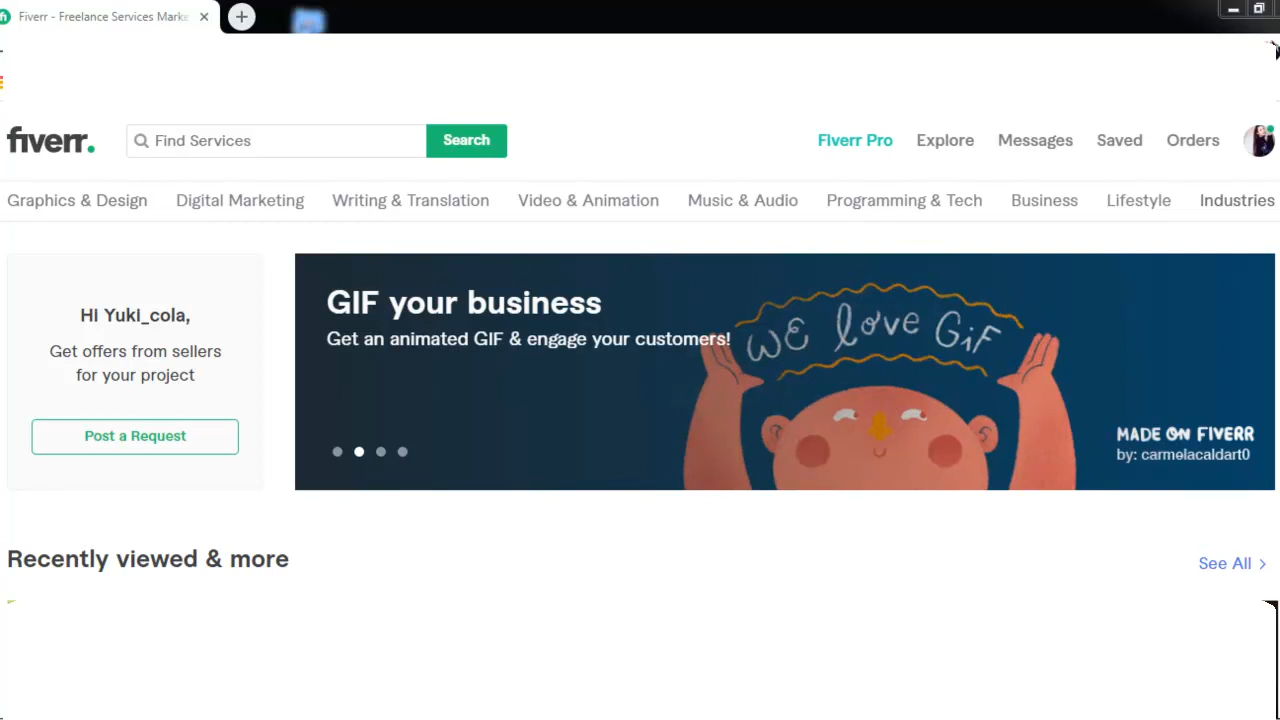 Fiverr - Freelance Services Marke
fiverr.
Find Services
Search
Fiverr Pro
Explore
Messages
Saved
Orders
Graphics & Design
Digital Marketing
Writing & Translation
Video & Animation
Music & Audio
Programming & Tech
Business
Lifestyle
Industries
Hi Yuki_cola,
Get offers from sellers
for your project
Post a Request
GIF your business
Get an animated GIF & engage your customers!
WE love GiF
MADE ON FIVERR
by: carmelacaldart0
Recently viewed & more
See All